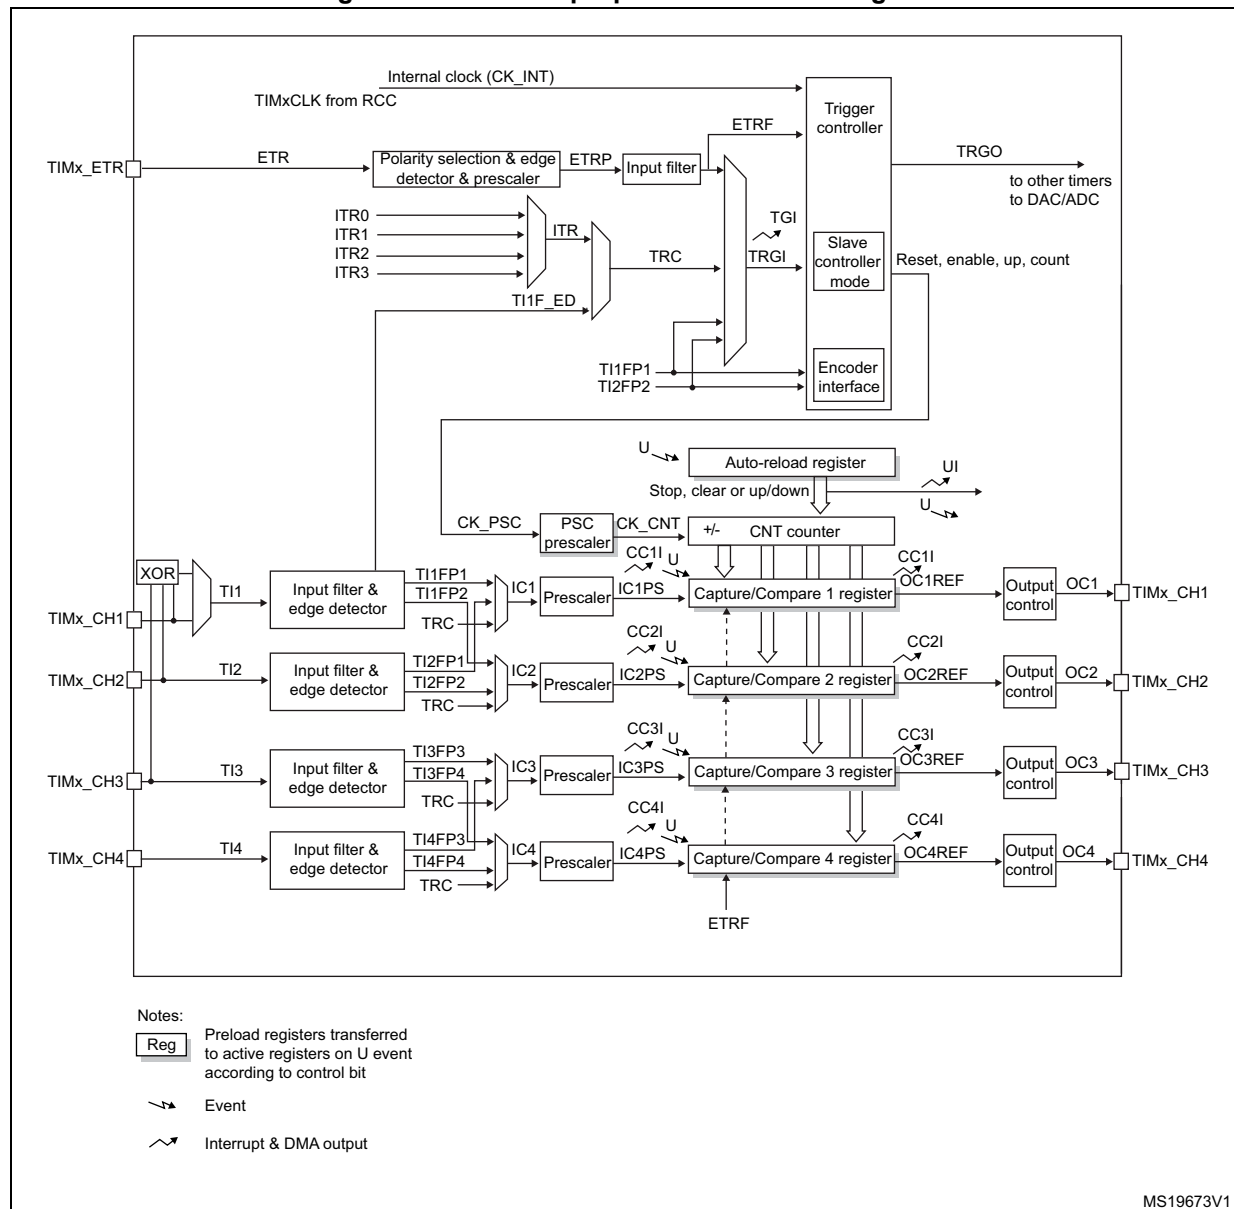 Internal clock (CK_INT)
TIMxCLK from RCC
Trigger
controller
ETRF
TIMx_ETR
ETR
Polarity selection & edge
detector & prescaler
ETRP
Input filter
TRGO
to other timers
to DAC/ADC
ITR0
ITR1
ITR2
ITR3
ITR
TRC
TGI
TRGI
Slave
controller
mode
Reset, enable, up, count
TI1F_ED
TI1FP1
TI2FP2
Encoder
interface
U
Auto-reload register
UI
Stop, clear or up/down
U
CK_PSC
PSC
prescaler
CK_CNT
+/-
CNT counter
XOR
TI1
TIMx_CH1
Input filter &
edge detector
TI1FP1
TI1FP2
TRC
IC1
Prescaler
CC1I
U
IC1PS
Capture/Compare 1 register
CC1I
OC1REF
Output
control
OC1
TIMx_CH1
TIMx_CH2
TI2
Input filter &
edge detector
TI2FP1
TI2FP2
TRC
IC2
Prescaler
CC2I
U
IC2PS
Capture/Compare 2 register
CC2I
OC2REF
Output
control
OC2
TIMx_CH2
TIMx_CH3
TI3
Input filter &
edge detector
TI3FP3
TI3FP4
TRC
IC3
Prescaler
CC3I
U
IC3PS
Capture/Compare 3 register
CC3I
OC3REF
Output
control
OC3
TIMx_CH3
TIMx_CH4
TI4
Input filter &
edge detector
TI4FP3
TI4FP4
TRC
IC4
Prescaler
CC4I
U
IC4PS
Capture/Compare 4 register
CC4I
OC4REF
Output
control
OC4
TIMx_CH4
ETRF
Notes:
Reg
Preload registers transferred
to active registers on U event
according to control bit
Event
Interrupt & DMA output
MS19673V1